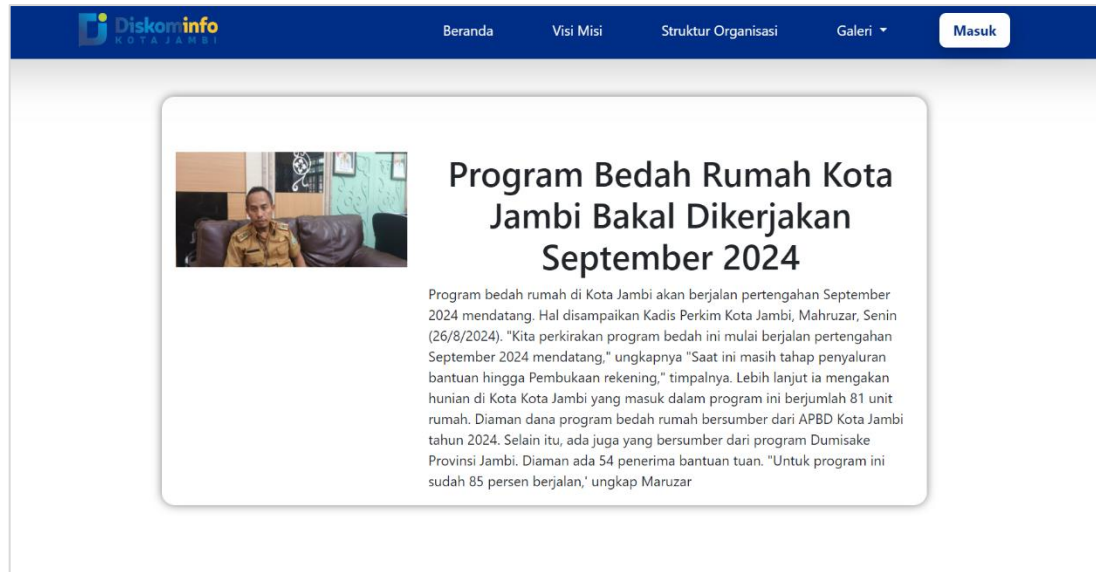 Diskominfo
KOTA JAMBI
Beranda
Visi Misi
Struktur Organisasi
Galeri
Masuk
Program Bedah Rumah Kota
Jambi Bakal Dikerjakan
September 2024
Program bedah rumah di Kota Jambi akan berjalan pertengahan September
2024 mendatang. Hal disampaikan Kadis Perkim Kota Jambi, Mahruzar, Senin
(26/8/2024). "Kita perkirakan program bedah ini mulai berjalan pertengahan
September 2024 mendatang," ungkapnya "Saat ini masih tahap penyaluran
bantuan hingga Pembukaan rekening," timpalnya. Lebih lanjut ia mengakan
hunian di Kota Kota Jambi yang masuk dalam program ini berjumlah 81 unit
rumah. Diaman dana program bedah rumah bersumber dari APBD Kota Jambi
tahun 2024. Selain itu, ada juga yang bersumber dari program Dumisake
Provinsi Jambi. Diaman ada 54 penerima bantuan tuan. "Untuk program ini
sudah 85 persen berjalan,' ungkap Maruzar